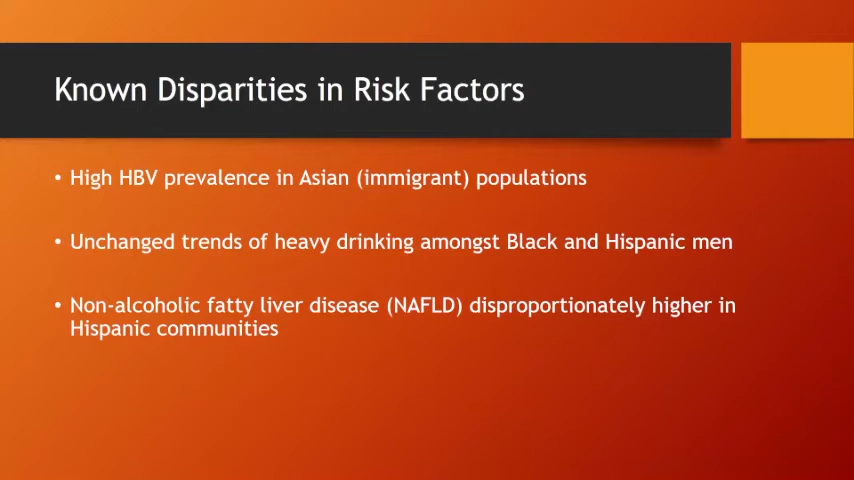 Known Disparities in Risk Factors
• High HBV prevalence in Asian (immigrant) populations
• Unchanged trends of heavy drinking amongst Black and Hispanic men
• Non-alcoholic fatty liver disease (NAFLD) disproportionately higher in
Hispanic communities